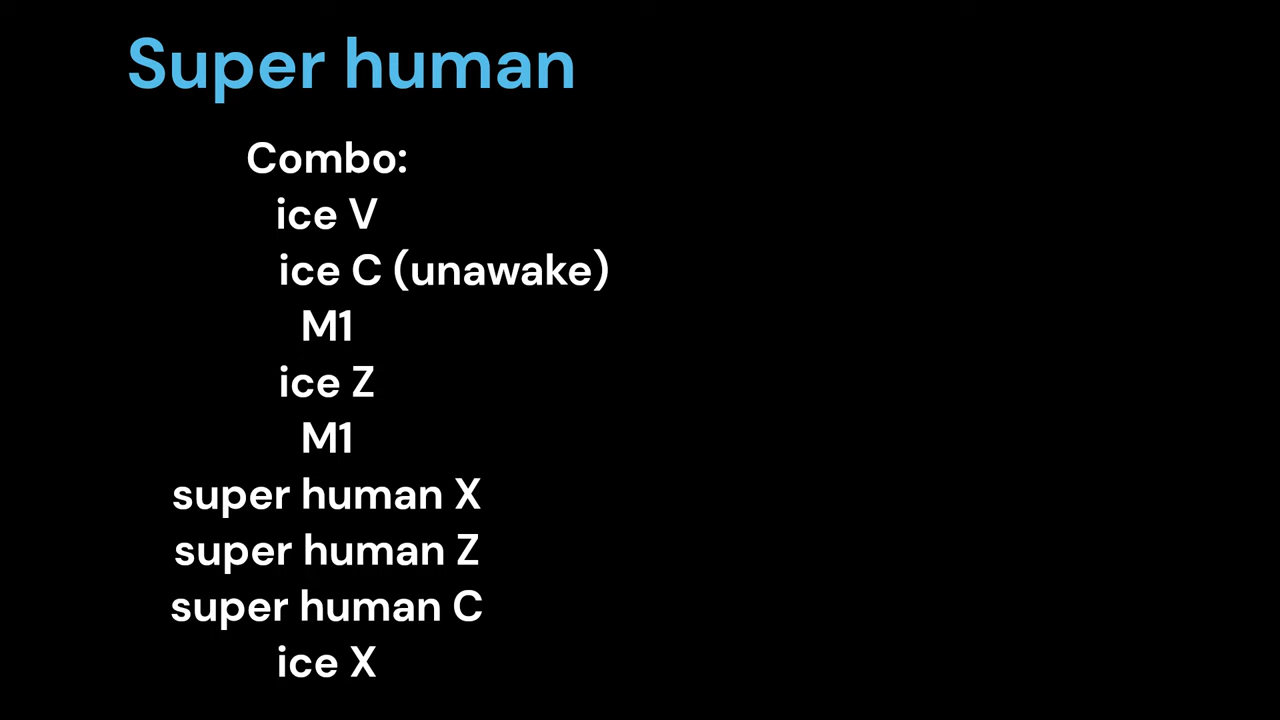 Super human
Combo:
ice V
ice C (unawake)
M1
ice Z
M1
super human X
super human Z
super human C
ice X